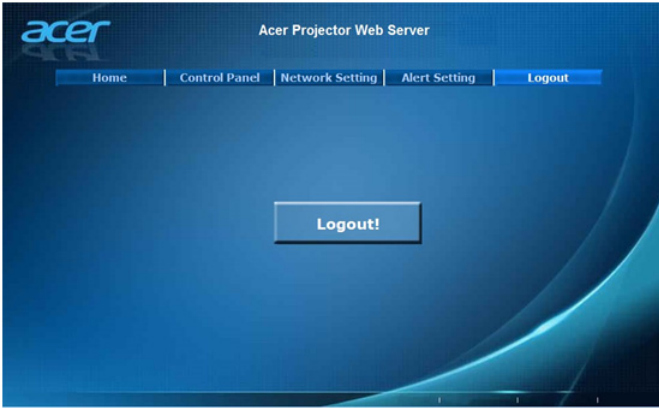 acer
Acer Projector Web Server
Home Control Panel Network Setting Alert Setting Logout
Logout!